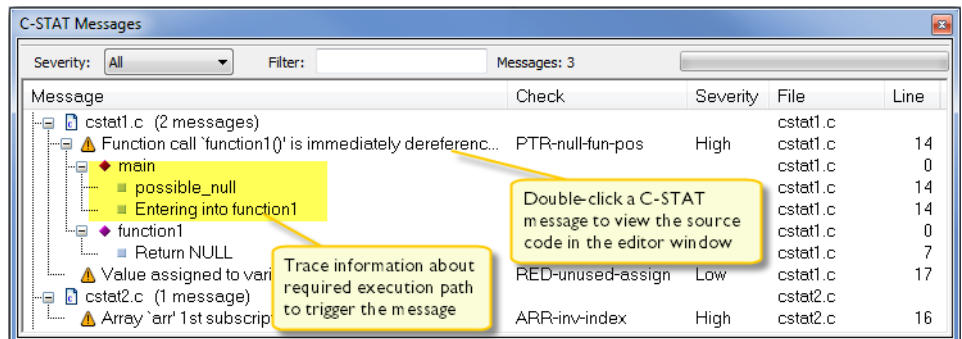 C-STAT Messages
Severity: All Filter: Messages: 3
Message Check Severity File Line
cstat1.c (2 messages) cstat1.c
Function call `function1()' is immediately dereferenc... PTR-null-fun-pos High cstat1.c 14
main cstat1.c 0
possible_null cstat1.c 14
Entering into function1 cstat1.c 14
function1 cstat1.c 0
Return NULL cstat1.c 7
Value assigned to vari RED-unused-assign Low cstat1.c 17
cstat2.c (1 message) cstat2.c
Array `arr' 1st subscrip ARR-inv-index High cstat2.c 16
Double-click a C-STAT
message to view the source
code in the editor window
Trace information about
required execution path
to trigger the message